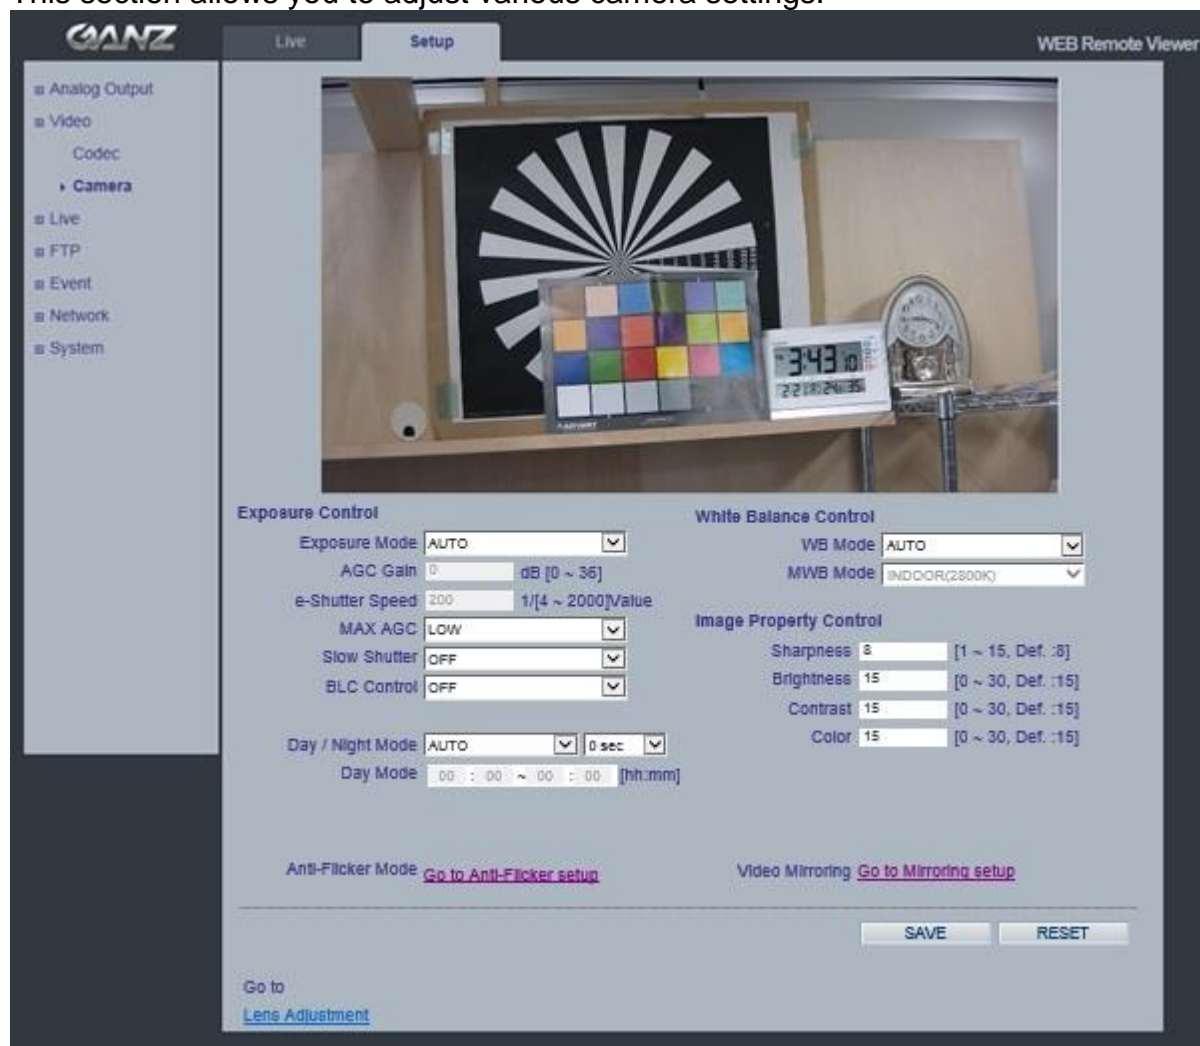 This section allows you to adjust various camera settings.
GANZ
Live
Setup
WEB Remote Viewer
Analog Output
Video
Codec
Camera
Live
FTP
Event
Network
System
3:43 10
Exposure Control
Exposure Mode AUTO
AGC Gain 0 dB [0 ~ 36]
e-Shutter Speed 200 1/[4 ~ 2000]Value
MAX AGC LOW
Slow Shutter OFF
BLC Control OFF
Day / Night Mode AUTO 0 sec
Day Mode 00 : 00 ~ 00 : 00 [hh:mm]
Anti-Flicker Mode Go to Anti-Flicker setup
White Balance Control
WB Mode AUTO
MWB Mode INDOOR(2800K)
Image Property Control
Sharpness 8 [1 ~ 15, Def. :8]
Brightness 15 [0 ~ 30, Def. :15]
Contrast 15 [0 ~ 30, Def. :15]
Color 15 [0 ~ 30, Def. :15]
Video Mirroring Go to Mirroring setup
SAVE
RESET
Go to
Lens Adjustment